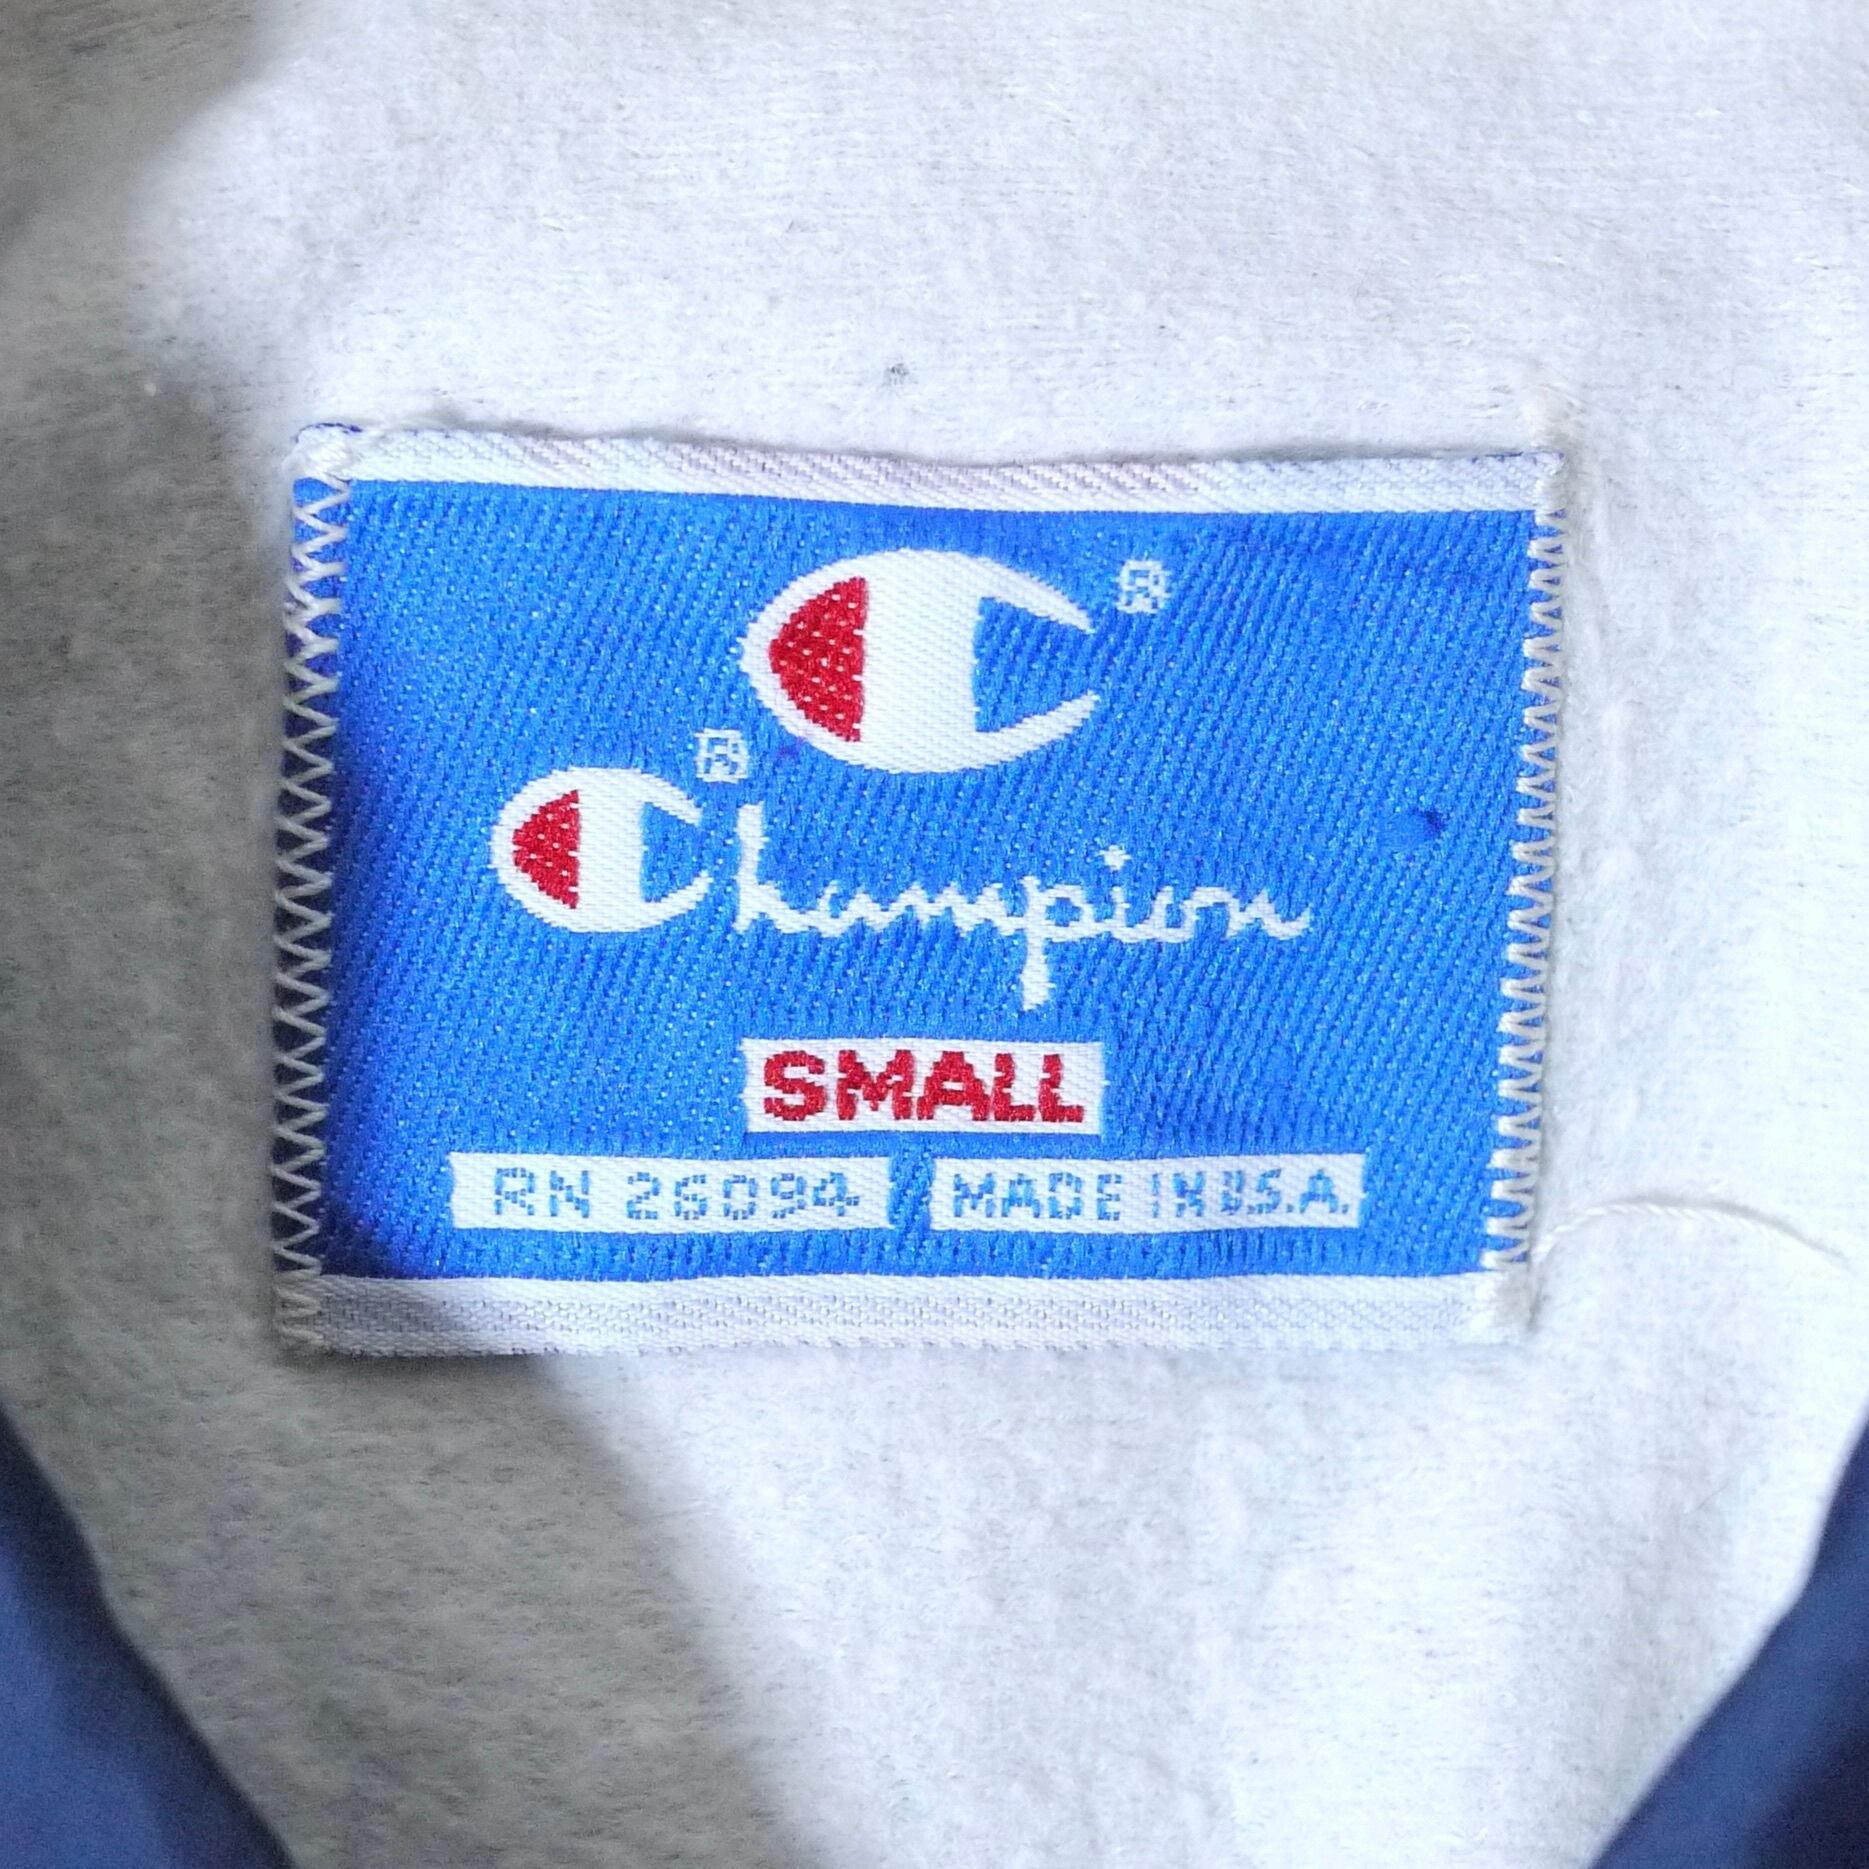 C ®
Champion ®
SMALL
RN 26094 MADE IN U.S.A.